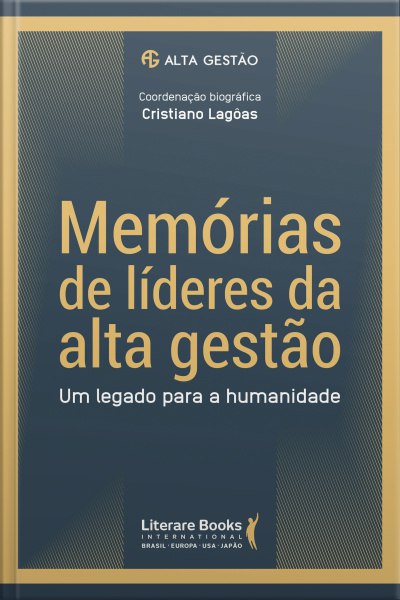 AG ALTA GESTÃO
Coordenação biográfica
Cristiano Lagôas
Memórias
de líderes da
alta gestão
Um legado para a humanidade
Literare Books
INTERNATIONAL
BRASIL · EUROPA · USA · JAPÃO